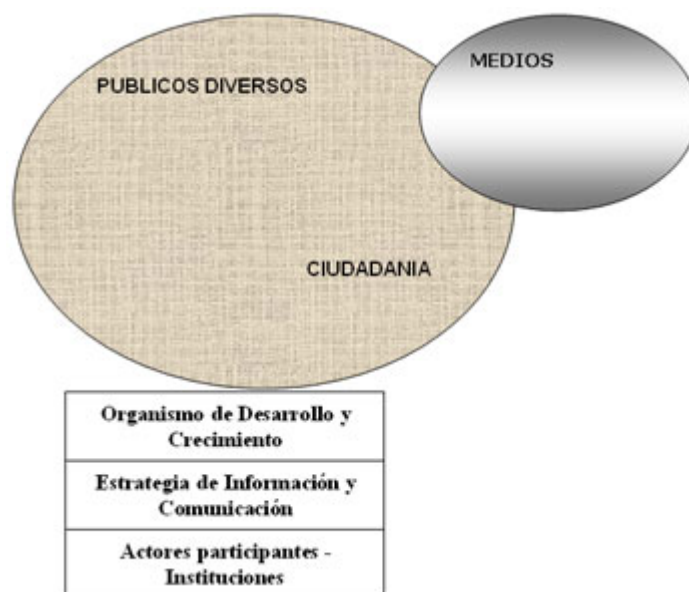 MEDIOS
PUBLICOS DIVERSOS
CIUDADANIA
Organismo de Desarrollo y
Crecimiento
Estrategia de Información y
Comunicación
Actores participantes -
Instituciones